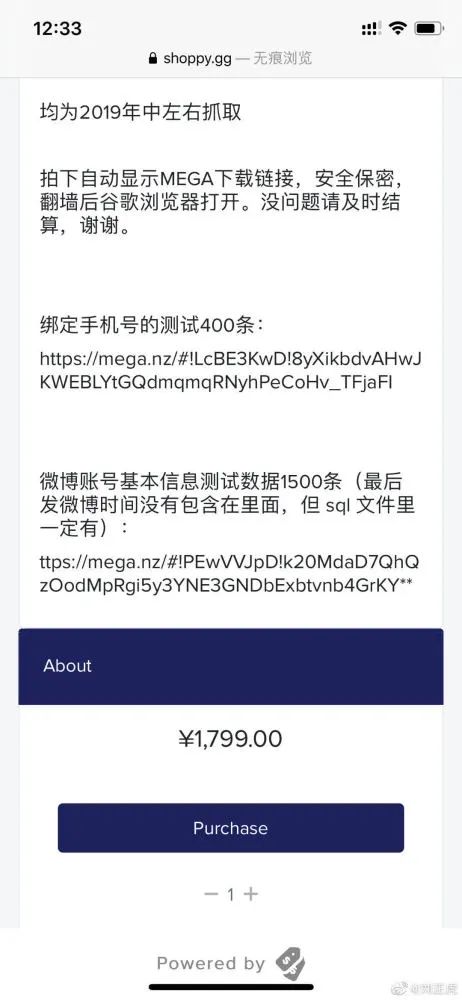 12:33
shoppy.gg — 无痕浏览
均为2019年中左右抓取
拍下自动显示MEGA下载链接，安全保密，
翻墙后谷歌浏览器打开。没问题请及时结
算，谢谢。
绑定手机号的测试400条：
https://mega.nz/#!LcBE3KwD!8yXikbdvAHwJ
KWEBLYtGQdmqmqRNyhPeCoHv_TFjaFI
微博账号基本信息测试数据1500条（最后
发微博时间没有包含在里面，但 sql 文件里
一定有）：
ttps://mega.nz/#!PEwVVJpD!k20MdaD7QhQ
zOodMpRgi5y3YNE3GNDbExbtvnb4GrKY**
About
¥1,799.00
Purchase
− 1 +
Powered by